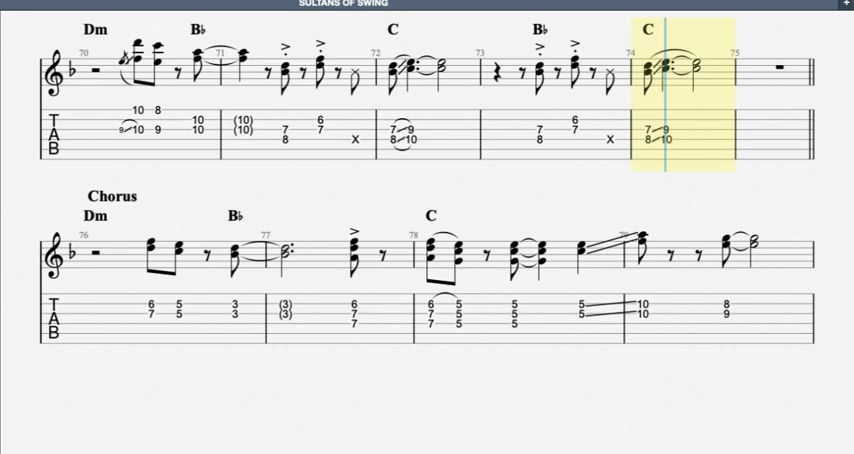 SULTANS OF SWING
Dm B♭ C B♭ C
70 71 72 73 74 75
10 8 10 (10) 6 7 9 6 7 9
9 10 9 10 (10) 7 7 8 10 7 7 8 10
T
A
B
8 X 8 X
Chorus
Dm B♭ C
76 77 78 79
T
A
B
6 5 3 (3) 6 6 5 5 5 10 8
7 5 3 (3) 7 7 5 5 5 10 9
7 7 5 5